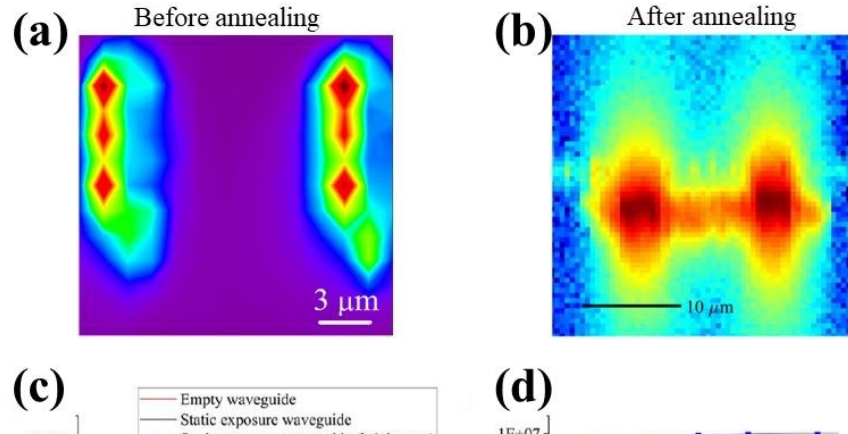 (a) Before annealing
(b) After annealing
3 μm
10 μm
(c)
Empty waveguide
Static exposure waveguide
(d)
1E+07